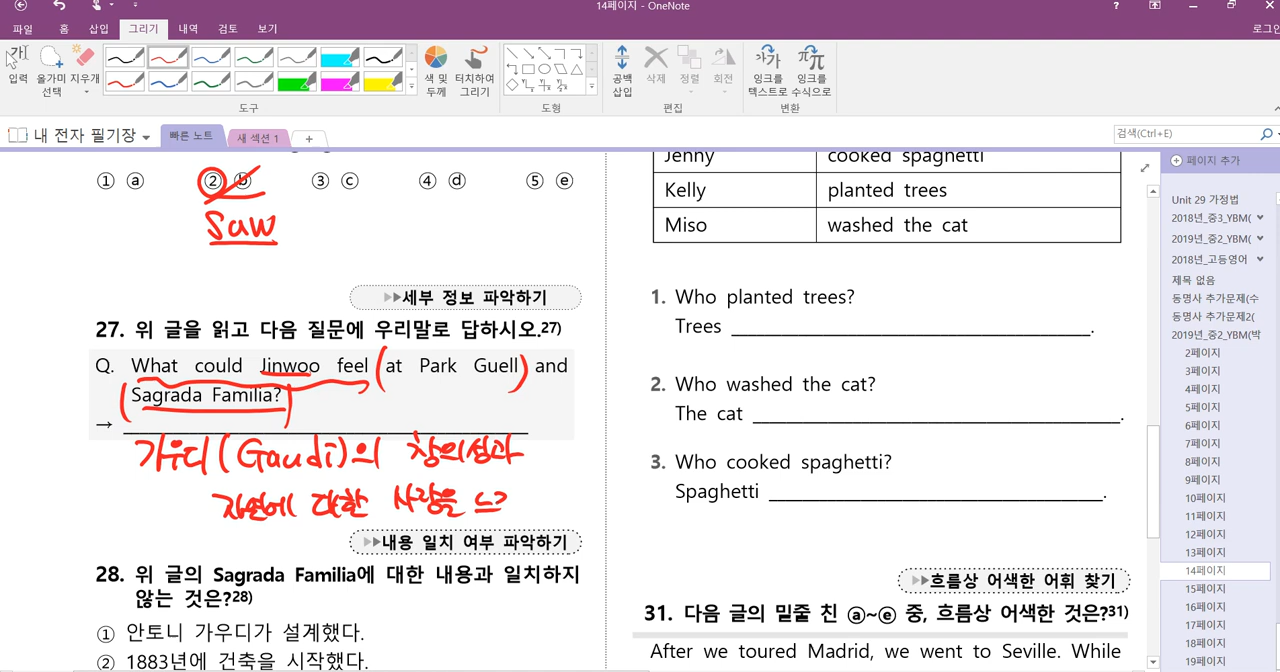 14페이지 - OneNote
?
파일 홈 삽입 그리기 내역 검토 보기
로그인
입력 올가미 선택 지우개
색 및 두께 터치하여 그리기
공백 삽입 삭제 정렬 회전
잉크를 텍스트로 잉크를 수식으로
도구 도형 편집 변환
내 전자 필기장 빠른 노트 새 섹션 1 +
검색(Ctrl+E)
① ⓐ ② ⓑ ③ ⓒ ④ ⓓ ⑤ ⓔ
Saw
▶▶세부 정보 파악하기
27. 위 글을 읽고 다음 질문에 우리말로 답하시오.27)
Q. What could Jinwoo feel (at Park Guell) and
(Sagrada Familia?)
→
가우디(Gaudi)의 창의성과
자연에 대한 사랑을 느
▶▶내용 일치 여부 파악하기
28. 위 글의 Sagrada Familia에 대한 내용과 일치하지
않는 것은?28)
① 안토니 가우디가 설계했다.
② 1883년에 건축을 시작했다.
Jenny cooked spaghetti
Kelly planted trees
Miso washed the cat
1. Who planted trees?
Trees .
2. Who washed the cat?
The cat .
3. Who cooked spaghetti?
Spaghetti .
▶▶흐름상 어색한 어휘 찾기
31. 다음 글의 밑줄 친 ⓐ~ⓔ 중, 흐름상 어색한 것은?31)
After we toured Madrid, we went to Seville. While
페이지 추가
Unit 29 가정법
2018년_중3_YBM(
2019년_중2_YBM(
2018년_고등영어
제목 없음
동명사 추가문제(수
동명사 추가문제2(
2019년_중2_YBM(박
2페이지
3페이지
4페이지
5페이지
6페이지
7페이지
8페이지
9페이지
10페이지
11페이지
12페이지
13페이지
14페이지
15페이지
16페이지
17페이지
18페이지
19페이지